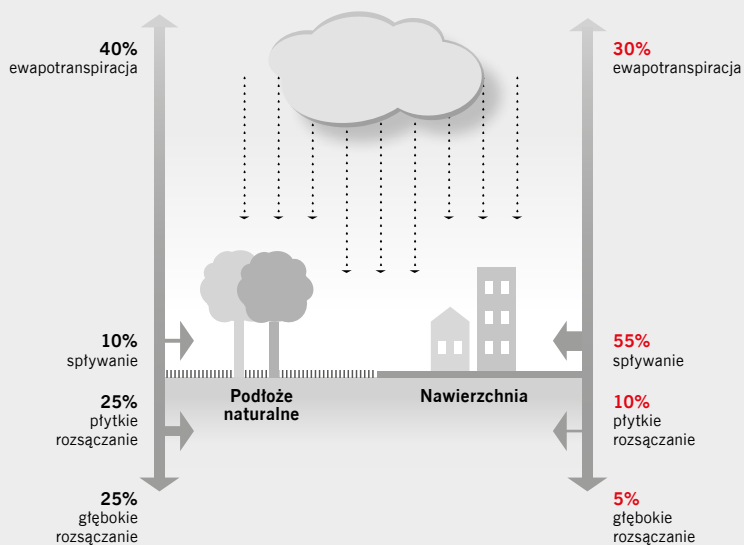 40%
ewapotranspiracja
10%
spływanie
25%
płytkie
rozsączanie
25%
głębokie
rozsączanie
Podłoże
naturalne
Nawierzchnia
30%
ewapotranspiracja
55%
spływanie
10%
płytkie
rozsączanie
5%
głębokie
rozsączanie